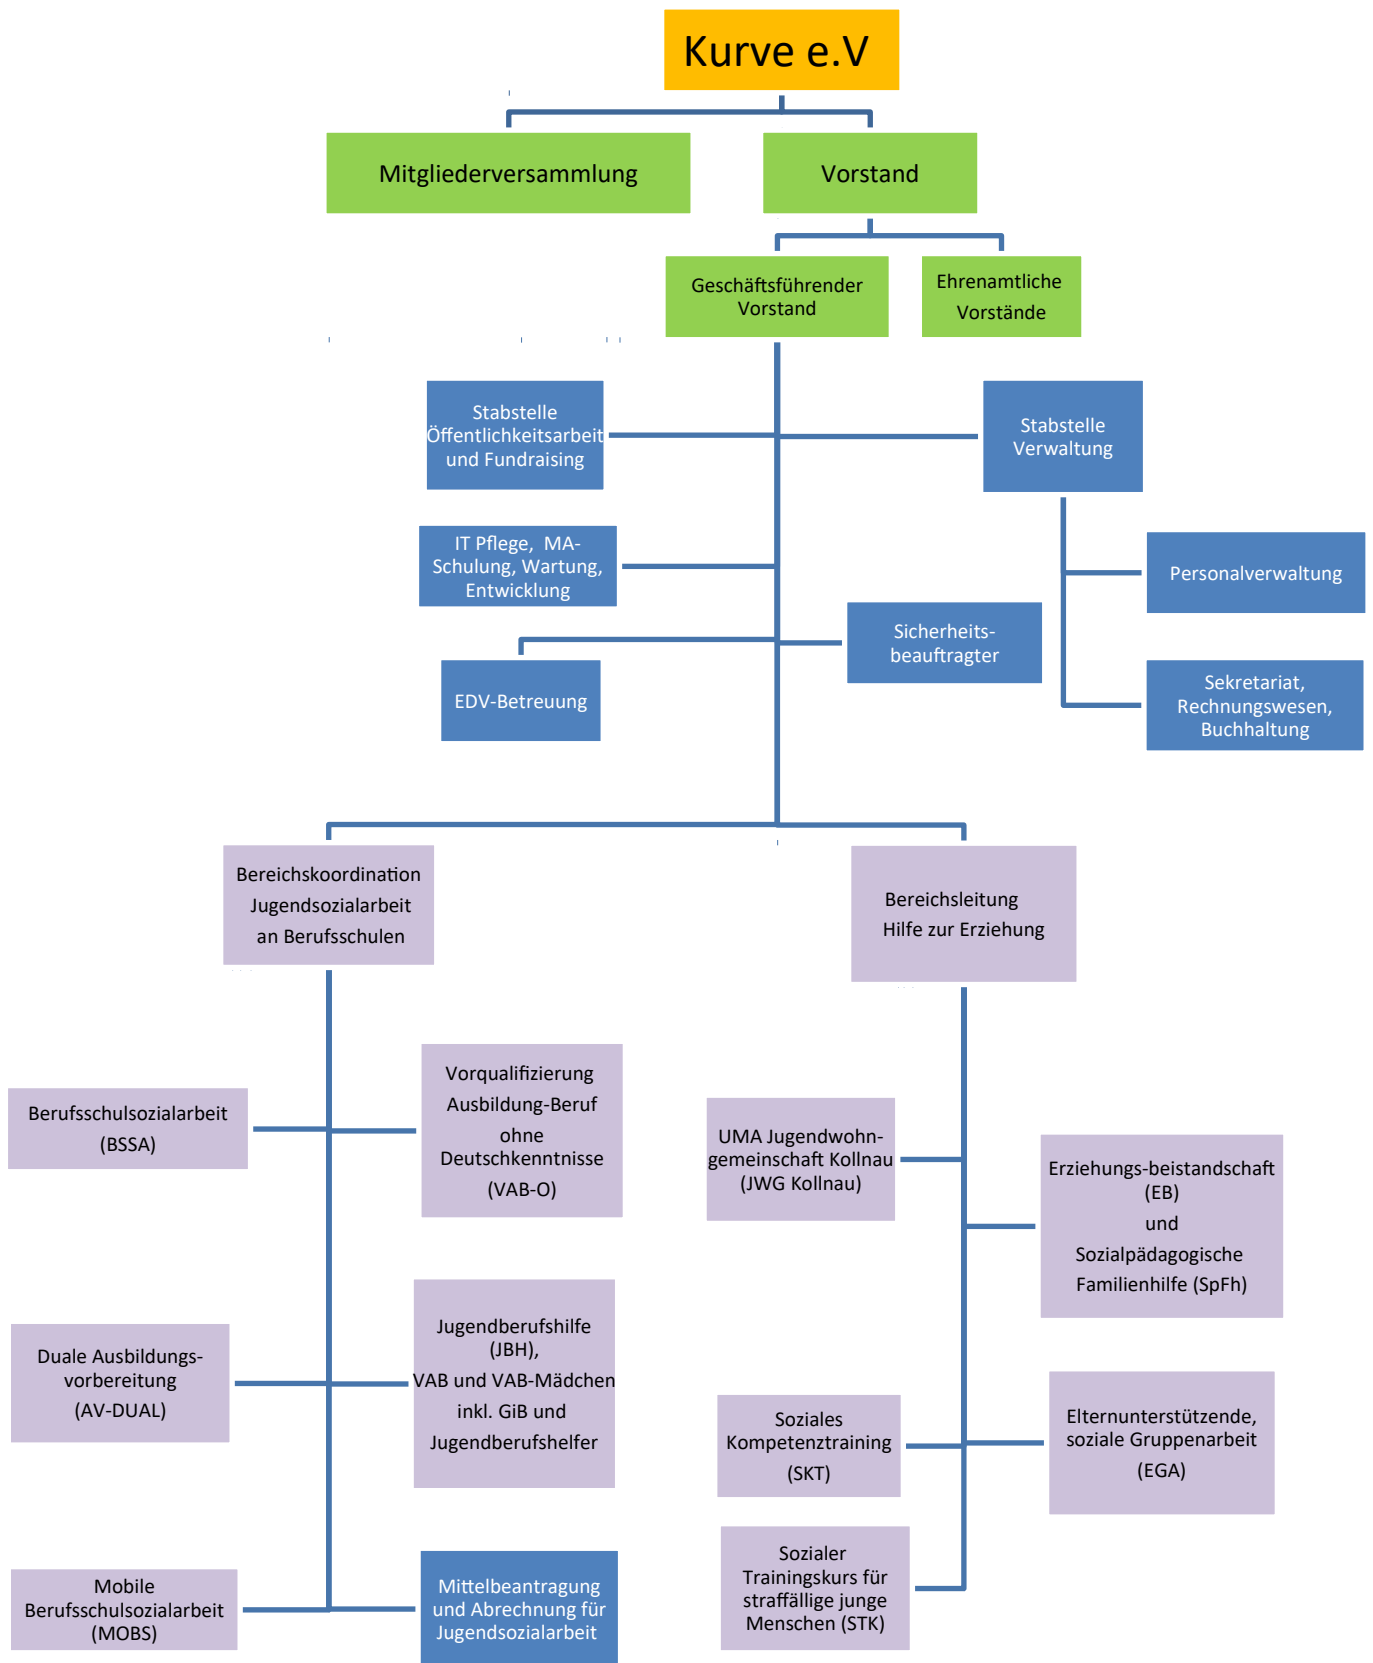 Kurve e.V
Mitgliederversammlung
Vorstand
Geschäftsführender
Vorstand
Ehrenamtliche
Vorstände
Stabstelle
Öffentlichkeitsarbeit
und Fundraising
Stabstelle
Verwaltung
IT Pflege, MA-
Schulung, Wartung,
Entwicklung
Personalverwaltung
Sicherheits-
beauftragter
EDV-Betreuung
Sekretariat,
Rechnungswesen,
Buchhaltung
Bereichskoordination
Jugendsozialarbeit
an Berufsschulen
Bereichsleitung
Hilfe zur Erziehung
Berufsschulsozialarbeit
(BSSA)
Vorqualifizierung
Ausbildung-Beruf
ohne
Deutschkenntnisse
(VAB-O)
UMA Jugendwohn-
gemeinschaft Kollnau
(JWG Kollnau)
Erziehungs-beistandschaft
(EB)
und
Sozialpädagogische
Familienhilfe (SpFh)
Duale Ausbildungs-
vorbereitung
(AV-DUAL)
Jugendberufshilfe
(JBH),
VAB und VAB-Mädchen
inkl. GiB und
Jugendberufshelfer
Soziales
Kompetenztraining
(SKT)
Elternunterstützende,
soziale Gruppenarbeit
(EGA)
Mobile
Berufsschulsozialarbeit
(MOBS)
Mittelbeantragung
und Abrechnung für
Jugendsozialarbeit
Sozialer
Trainingskurs für
straffällige junge
Menschen (STK)